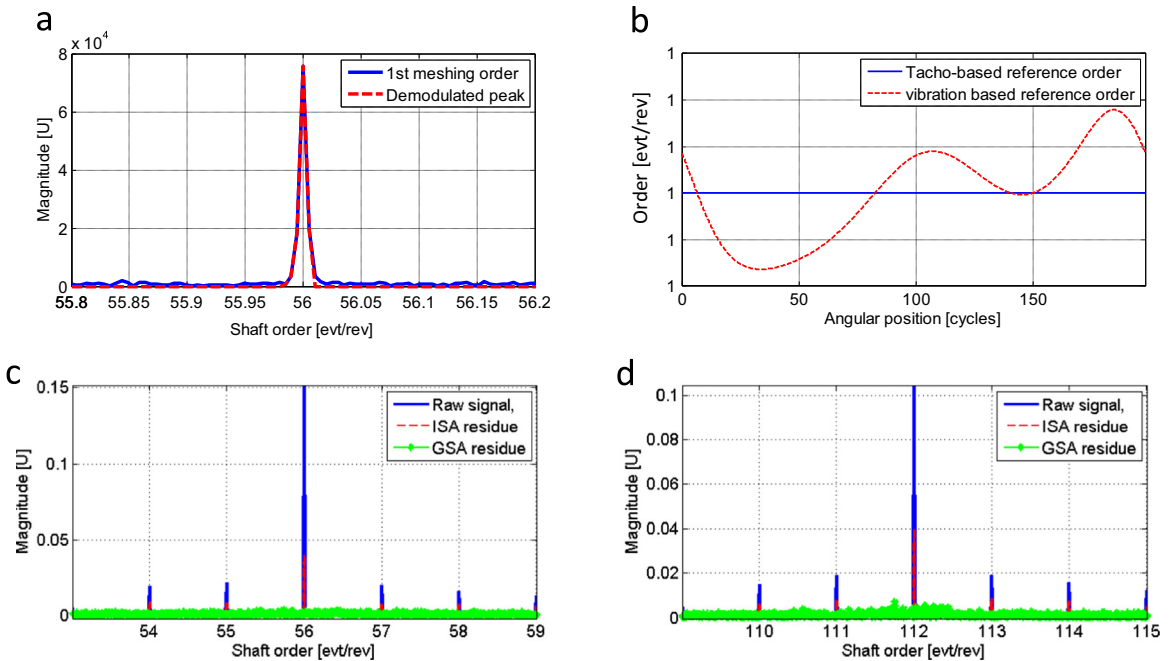 a
x 10⁴
8
6
4
2
0
Magnitude [U]
1st meshing order
Demodulated peak
55.8 55.85 55.9 55.95 56 56.05 56.1 56.15 56.2
Shaft order [evt/rev]
b
1
1
1
1
1
1
Order [evt/rev]
Tacho-based reference order
vibration based reference order
0 50 100 150
Angular position [cycles]
c
0.15
0.1
0.05
0
Magnitude [U]
Raw signal,
ISA residue
GSA residue
54 55 56 57 58 59
Shaft order [evt/rev]
d
0.1
0.08
0.06
0.04
0.02
0
Magnitude [U]
Raw signal,
ISA residue
GSA residue
110 111 112 113 114 115
Shaft order [evt/rev]